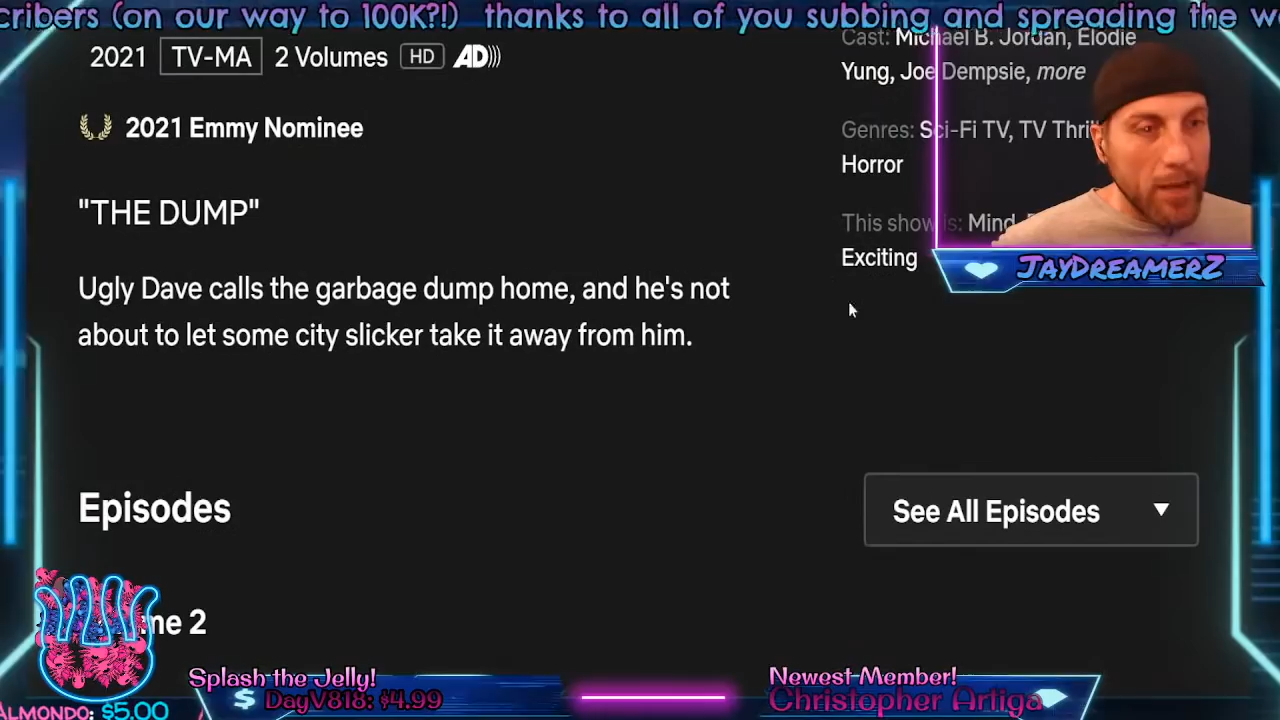 cribers (on our way to 100K?!) thanks to all of you subbing and spreading the w
2021 TV-MA 2 Volumes HD AD
Cast: Michael B. Jordan, Elodie
Yung, Joe Dempsie, more
2021 Emmy Nominee
Genres: Sci-Fi TV, TV Thri
Horror
"THE DUMP"
This show is: Mind
Exciting
JayDreamerZ
Ugly Dave calls the garbage dump home, and he's not
about to let some city slicker take it away from him.
Episodes
See All Episodes
me 2
Splash the Jelly!
$ DayV818: $4.99
Newest Member!
Christopher Artiga
Almondo: $5.00